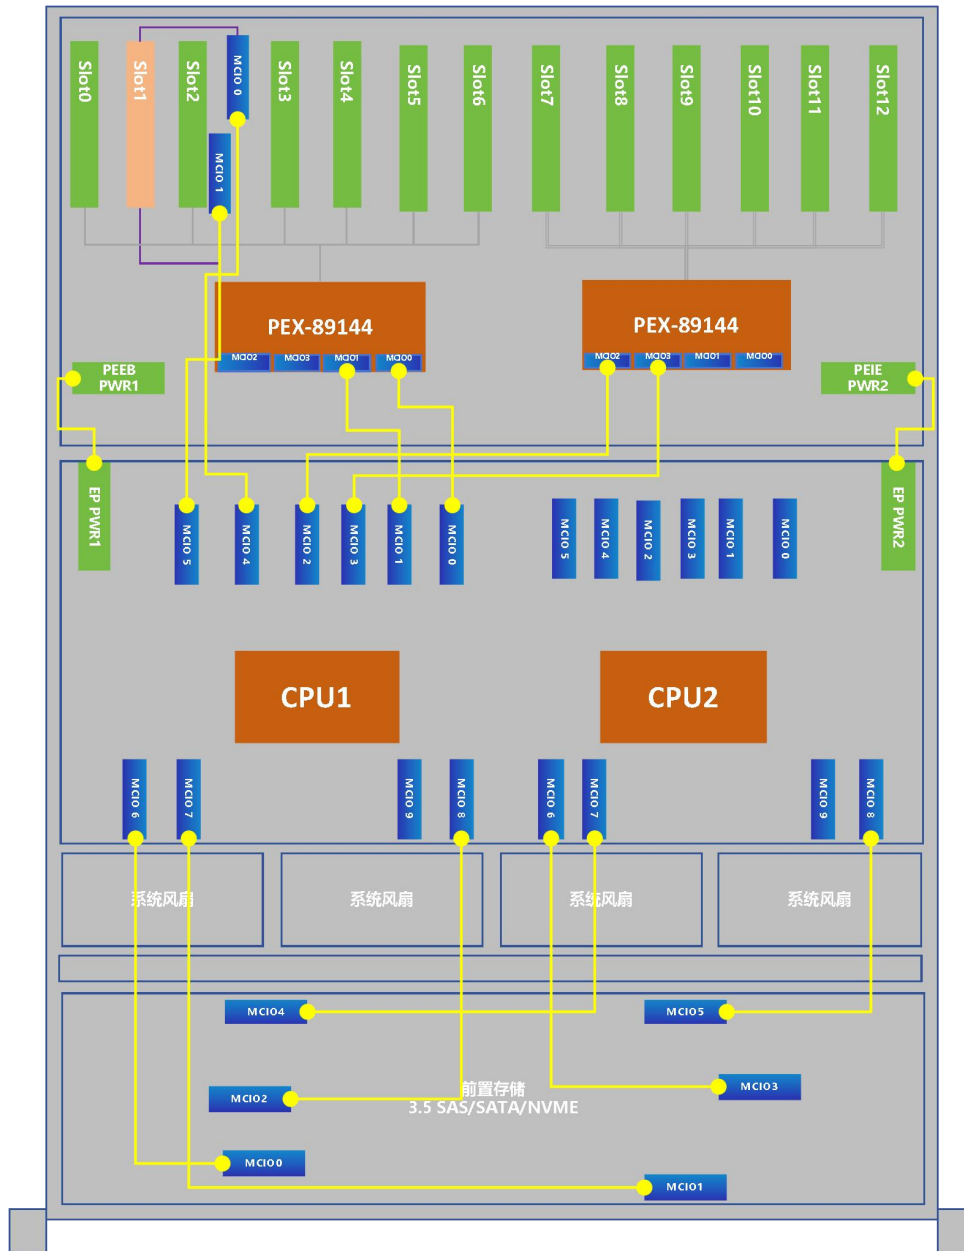 Slot0
Slot1
Slot2
MCIO 0
MCIO 1
Slot3
Slot4
Slot5
Slot6
Slot7
Slot8
Slot9
Slot10
Slot11
Slot12
PEX-89144
MCIO2
MCIO3
MCIO1
MCIO0
PEX-89144
MCIO2
MCIO3
MCIO1
MCIO0
PEEB
PWR1
PEIE
PWR2
EP PWR1
MCIO 5
MCIO 4
MCIO 2
MCIO 3
MCIO 1
MCIO 0
MCIO 5
MCIO 4
MCIO 2
MCIO 3
MCIO 1
MCIO 0
EP PWR2
CPU1
CPU2
MCIO 6
MCIO 7
MCIO 9
MCIO 8
MCIO 6
MCIO 7
MCIO 9
MCIO 8
系统风扇
系统风扇
系统风扇
系统风扇
MCIO4
MCIO5
MCIO2
前置存储
3.5 SAS/SATA/NVME
MCIO3
MCIO0
MCIO1